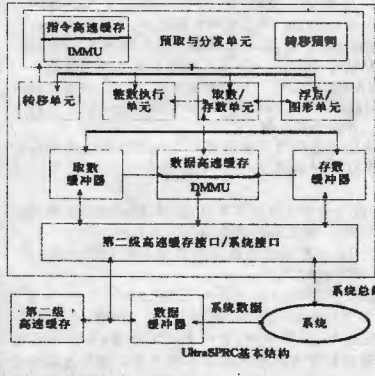 指令高速缓存
IMMU
预取与分发单元
转移预判
转移单元
整数执行
单元
取数/
存数单元
浮点/
图形单元
取数
缓冲器
数据高速缓存
DMMU
存数
缓冲器
第二级高速缓存接口/系统接口
系统总
第二级
高速缓存
数据
缓冲器
系统数据
系统
UltraSPRC基本结构